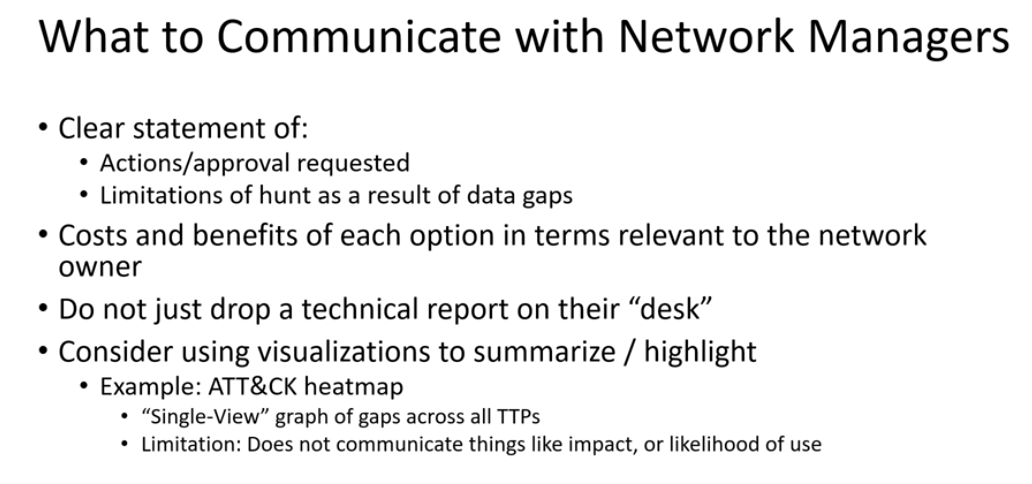 What to Communicate with Network Managers
• Clear statement of:
• Actions/approval requested
• Limitations of hunt as a result of data gaps
• Costs and benefits of each option in terms relevant to the network
owner
• Do not just drop a technical report on their “desk”
• Consider using visualizations to summarize / highlight
• Example: ATT&CK heatmap
• “Single-View” graph of gaps across all TTPs
• Limitation: Does not communicate things like impact, or likelihood of use